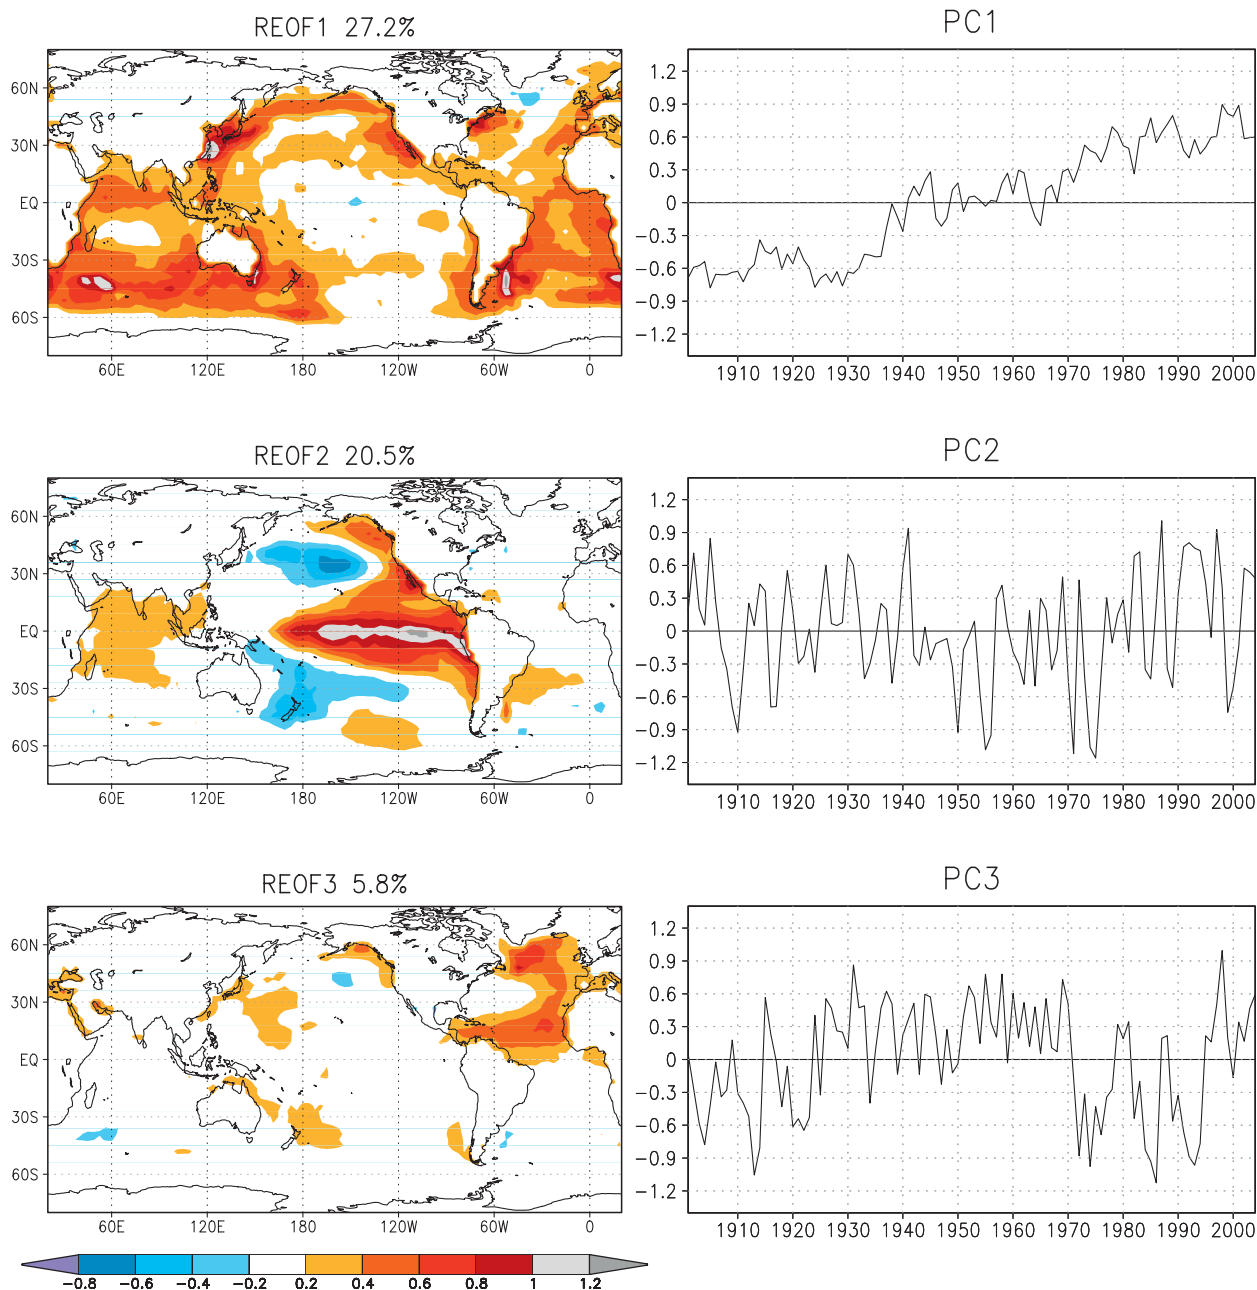 REOF1 27.2%
PC1
60N
30N
EQ
30S
60S
60E 120E 180 120W 60W 0
1.2
0.9
0.6
0.3
0
-0.3
-0.6
-0.9
-1.2
1910 1920 1930 1940 1950 1960 1970 1980 1990 2000
REOF2 20.5%
PC2
60N
30N
EQ
30S
60S
60E 120E 180 120W 60W 0
1.2
0.9
0.6
0.3
0
-0.3
-0.6
-0.9
-1.2
1910 1920 1930 1940 1950 1960 1970 1980 1990 2000
REOF3 5.8%
PC3
60N
30N
EQ
30S
60S
60E 120E 180 120W 60W 0
1.2
0.9
0.6
0.3
0
-0.3
-0.6
-0.9
-1.2
1910 1920 1930 1940 1950 1960 1970 1980 1990 2000
-0.8 -0.6 -0.4 -0.2 0.2 0.4 0.6 0.8 1 1.2